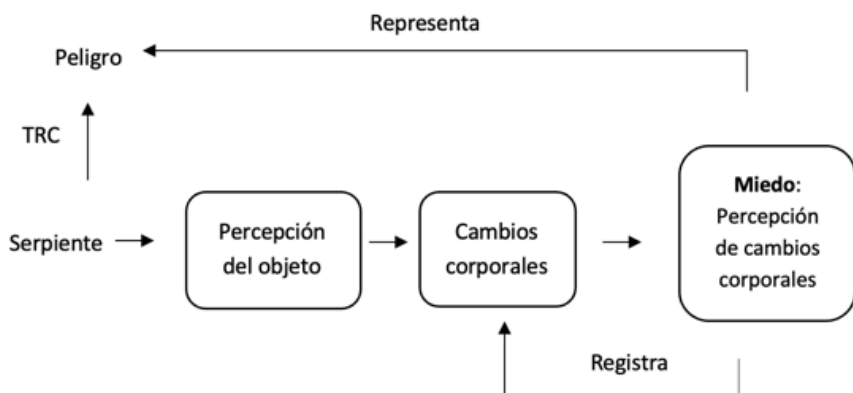 Representa
Peligro
TRC
Serpiente
Percepción
del objeto
Cambios
corporales
Miedo:
Percepción
de cambios
corporales
Registra